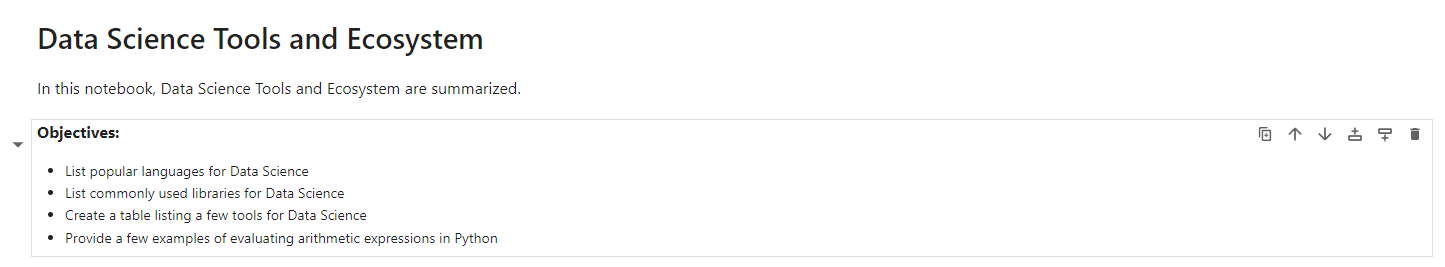 Data Science Tools and Ecosystem
In this notebook, Data Science Tools and Ecosystem are summarized.
Objectives:
• List popular languages for Data Science
• List commonly used libraries for Data Science
• Create a table listing a few tools for Data Science
• Provide a few examples of evaluating arithmetic expressions in Python